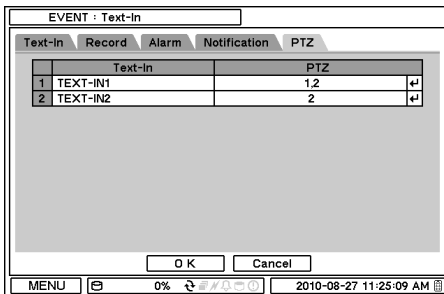 EVENT : Text-In
Text-In Record Alarm Notification PTZ
Text-In PTZ
1 TEXT-IN1 1,2
2 TEXT-IN2 2
O K Cancel
MENU 0% 2010-08-27 11:25:09 AM